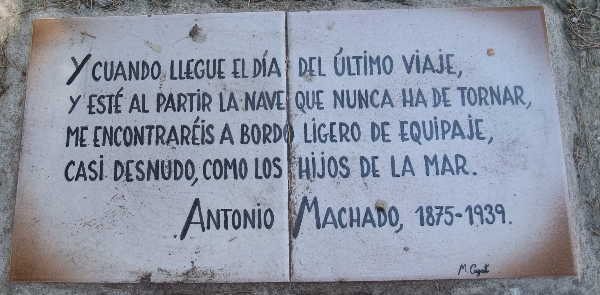 Y CUANDO LLEGUE EL DÍA DEL ÚLTIMO VIAJE,
Y ESTÉ AL PARTIR LA NAVE QUE NUNCA HA DE TORNAR,
ME ENCONTRARÉIS A BORDO LIGERO DE EQUIPAJE,
CASI DESNUDO, COMO LOS HIJOS DE LA MAR.
ANTONIO MACHADO, 1875-1939.